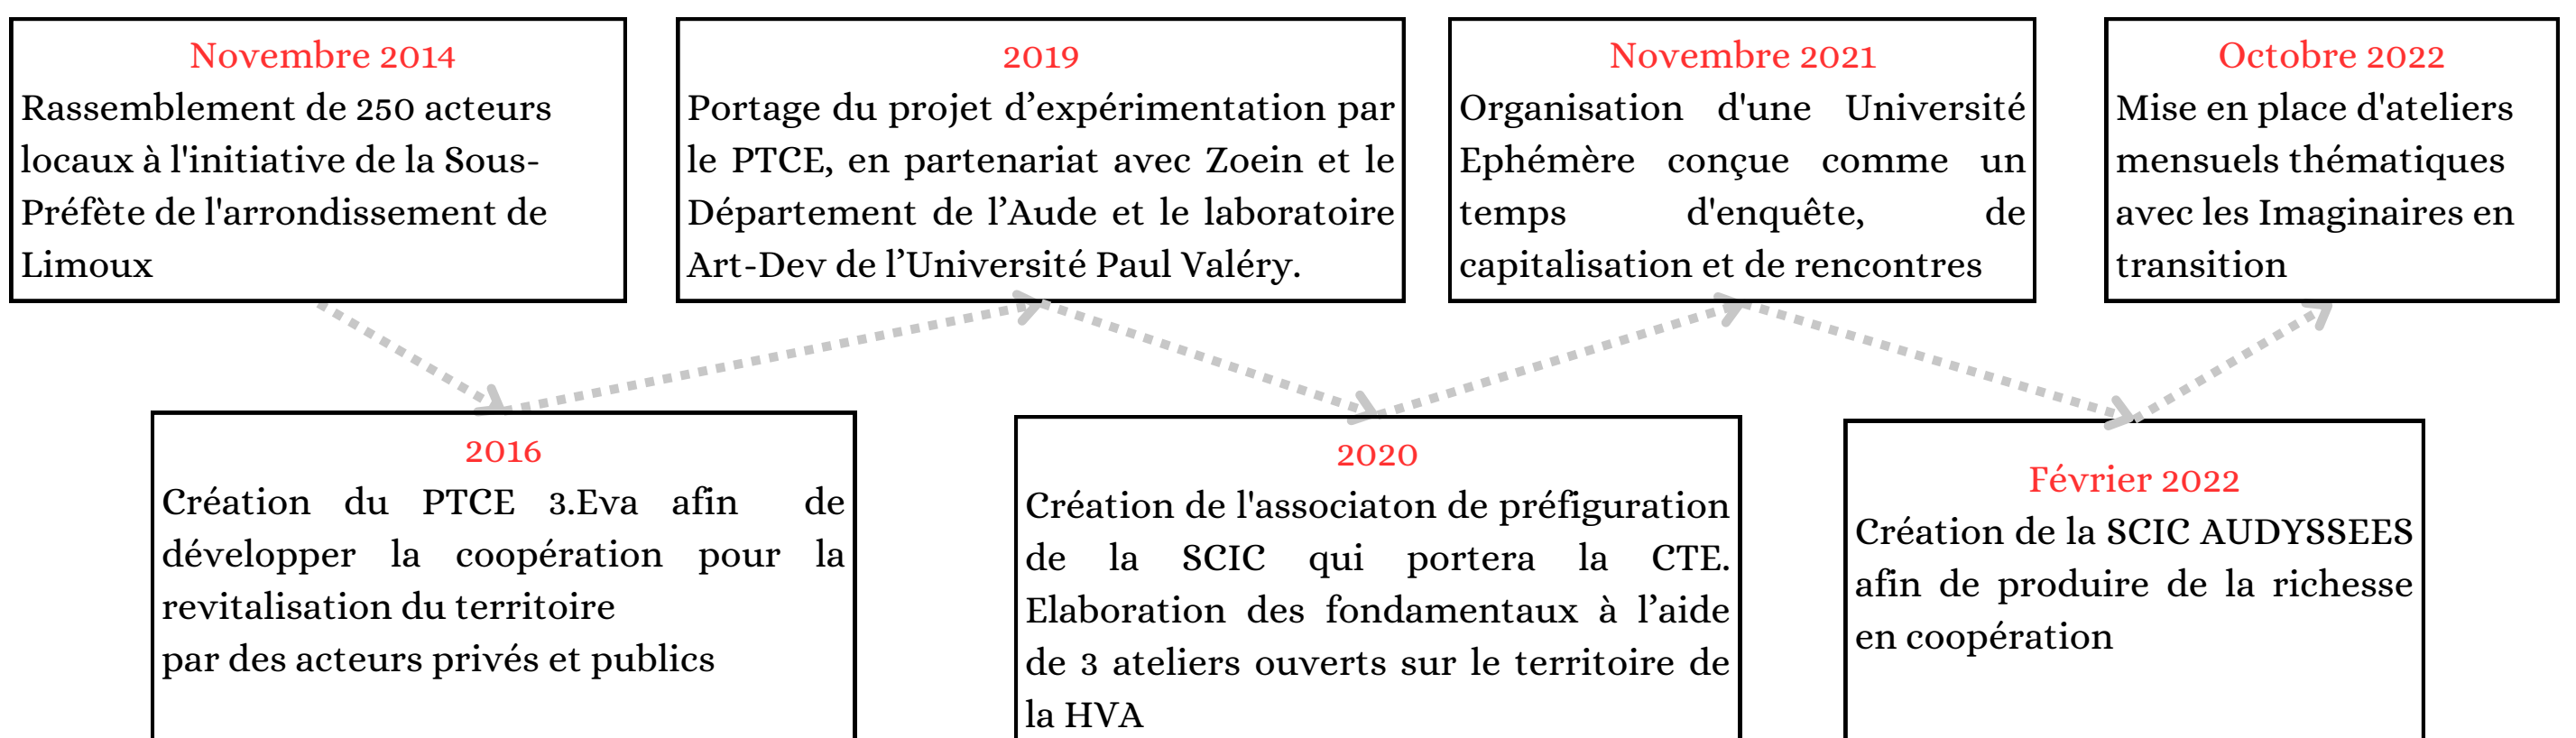 Novembre 2014
Rassemblement de 250 acteurs
locaux à l'initiative de la Sous-
Préfète de l'arrondissement de
Limoux
2016
Création du PTCE 3.Eva afin de
développer la coopération pour la
revitalisation du territoire
par des acteurs privés et publics
2019
Portage du projet d’expérimentation par
le PTCE, en partenariat avec Zoein et le
Département de l’Aude et le laboratoire
Art-Dev de l’Université Paul Valéry.
2020
Création de l'associaton de préfiguration
de la SCIC qui portera la CTE.
Elaboration des fondamentaux à l’aide
de 3 ateliers ouverts sur le territoire de
la HVA
Novembre 2021
Organisation d'une Université
Ephémère conçue comme un
temps d'enquête, de
capitalisation et de rencontres
Février 2022
Création de la SCIC AUDYSSEES
afin de produire de la richesse
en coopération
Octobre 2022
Mise en place d'ateliers
mensuels thématiques
avec les Imaginaires en
transition